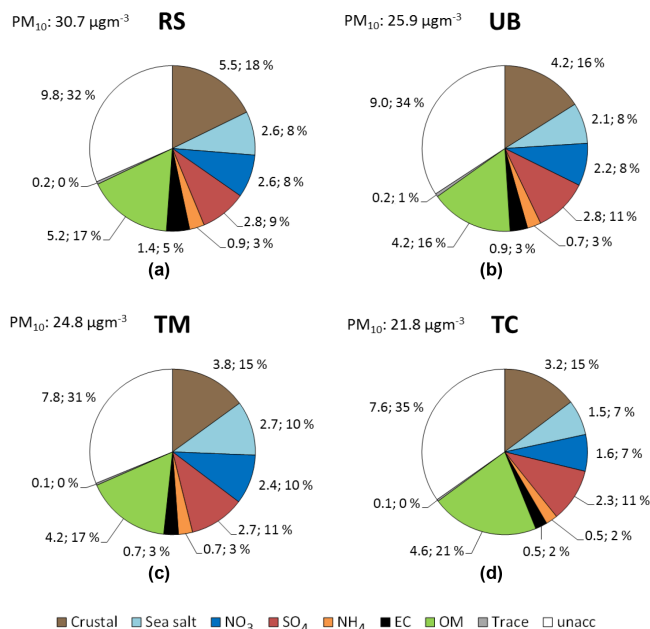 PM₁₀: 30.7 µgm⁻³ RS
5.5; 18 %
2.6; 8 %
2.6; 8 %
2.8; 9 %
0.9; 3 %
1.4; 5 %
5.2; 17 %
0.2; 0 %
9.8; 32 %
(a)
PM₁₀: 25.9 µgm⁻³ UB
4.2; 16 %
2.1; 8 %
2.2; 8 %
2.8; 11 %
0.7; 3 %
0.9; 3 %
4.2; 16 %
0.2; 1 %
9.0; 34 %
(b)
PM₁₀: 24.8 µgm⁻³ TM
3.8; 15 %
2.7; 10 %
2.4; 10 %
2.7; 11 %
0.7; 3 %
0.7; 3 %
4.2; 17 %
0.1; 0 %
7.8; 31 %
(c)
PM₁₀: 21.8 µgm⁻³ TC
3.2; 15 %
1.5; 7 %
1.6; 7 %
2.3; 11 %
0.5; 2 %
0.5; 2 %
4.6; 21 %
0.1; 0 %
7.6; 35 %
(d)
Crustal Sea salt NO₃ SO₄ NH₄ EC OM Trace unacc